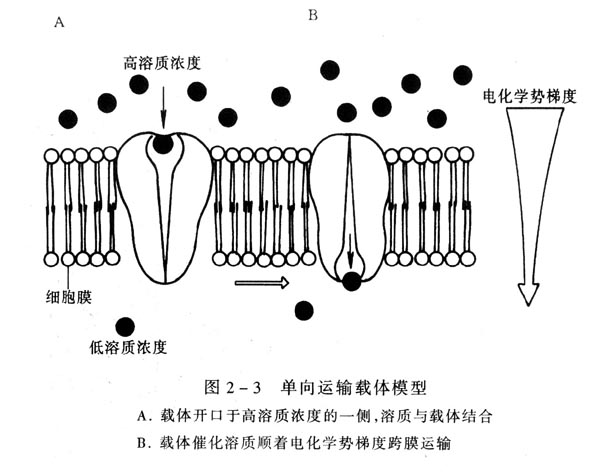 A
B
高溶质浓度
电化学势梯度
细胞膜
低溶质浓度
图 2-3 单向运输载体模型
A. 载体开口于高溶质浓度的一侧,溶质与载体结合
B. 载体催化溶质顺着电化学势梯度跨膜运输